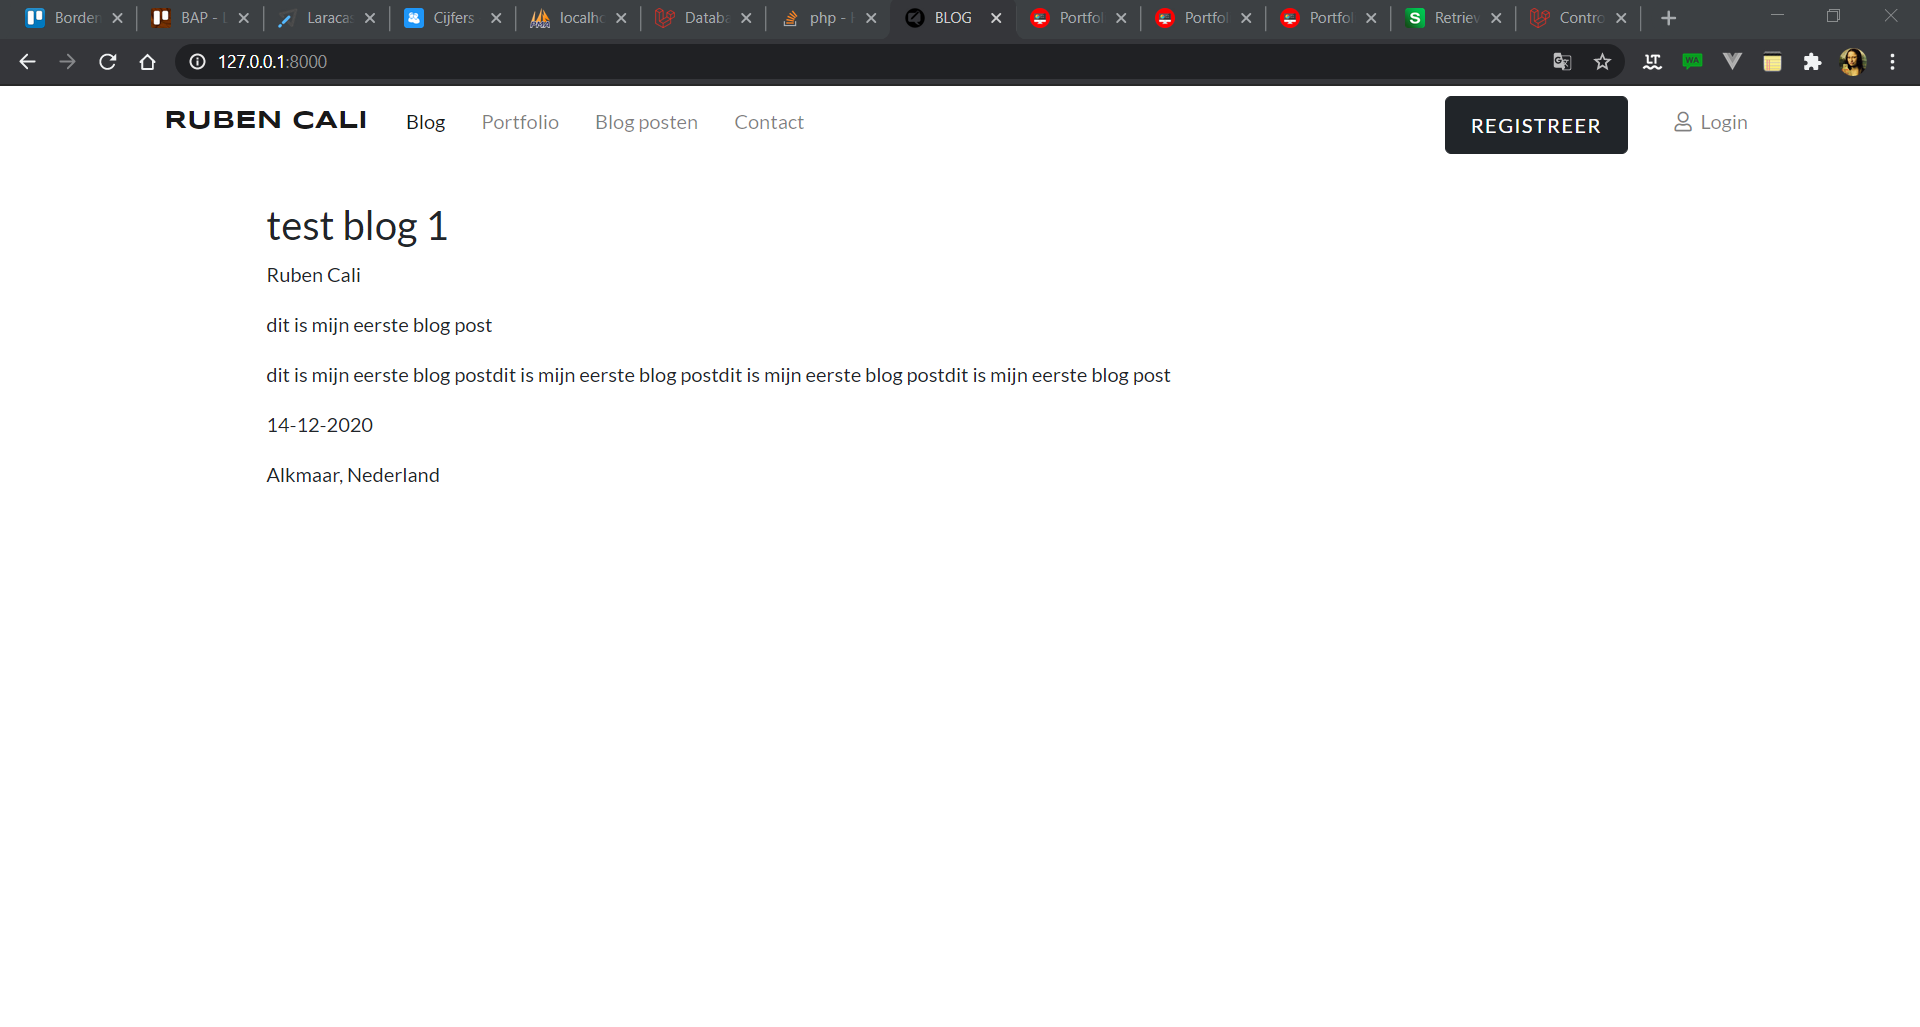 Borden BAP - L Laracas Cijfers localho Databa php - BLOG Portfol Portfol Portfol Retriev Contro
127.0.0.1:8000
RUBEN CALI Blog Portfolio Blog posten Contact REGISTREER Login
test blog 1
Ruben Cali
dit is mijn eerste blog post
dit is mijn eerste blog postdit is mijn eerste blog postdit is mijn eerste blog postdit is mijn eerste blog post
14-12-2020
Alkmaar, Nederland